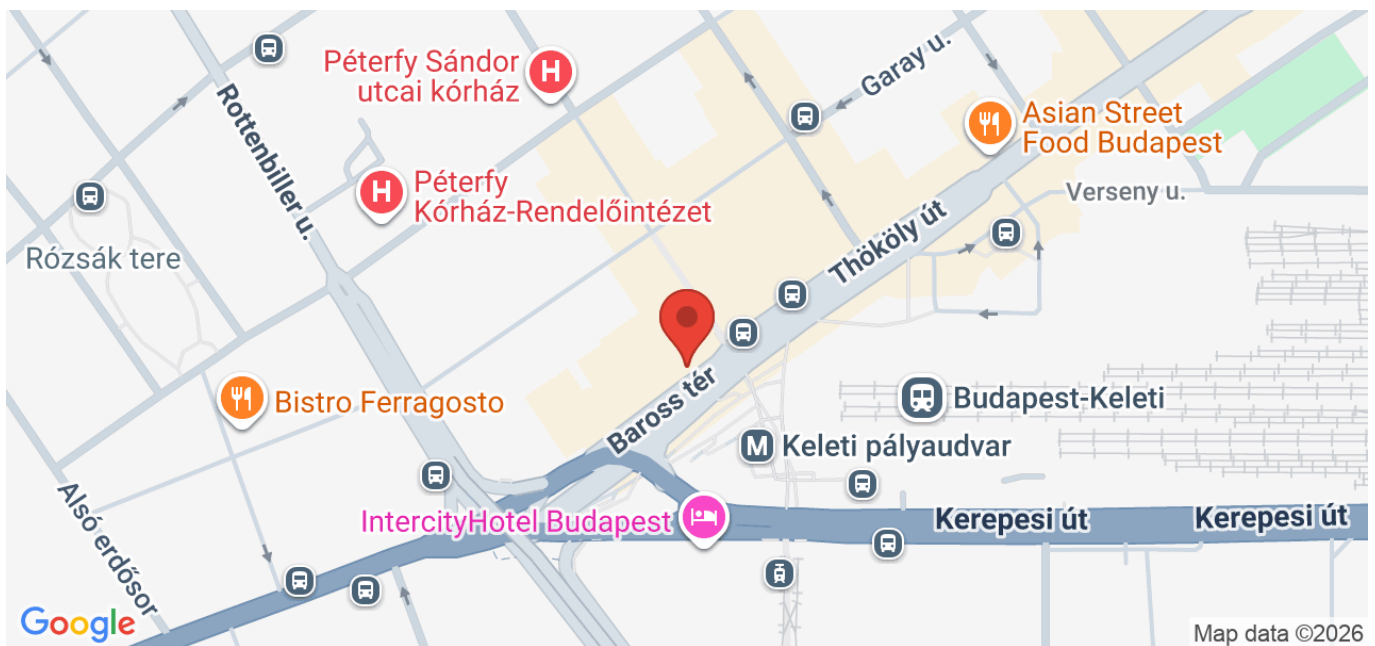 Péterfy Sándor
utcai kórház
Garay u.
Rottenbiller u.
Asian Street
Food Budapest
Péterfy
Kórház-Rendelőintézet
Verseny u.
Rózsák tere
Thököly út
Bistro Ferragosto
Baross tér
Budapest-Keleti
M
Keleti pályaudvar
Alsó erdősor
IntercityHotel Budapest
Kerepesi út
Kerepesi út
H
H
Google
Map data ©2026